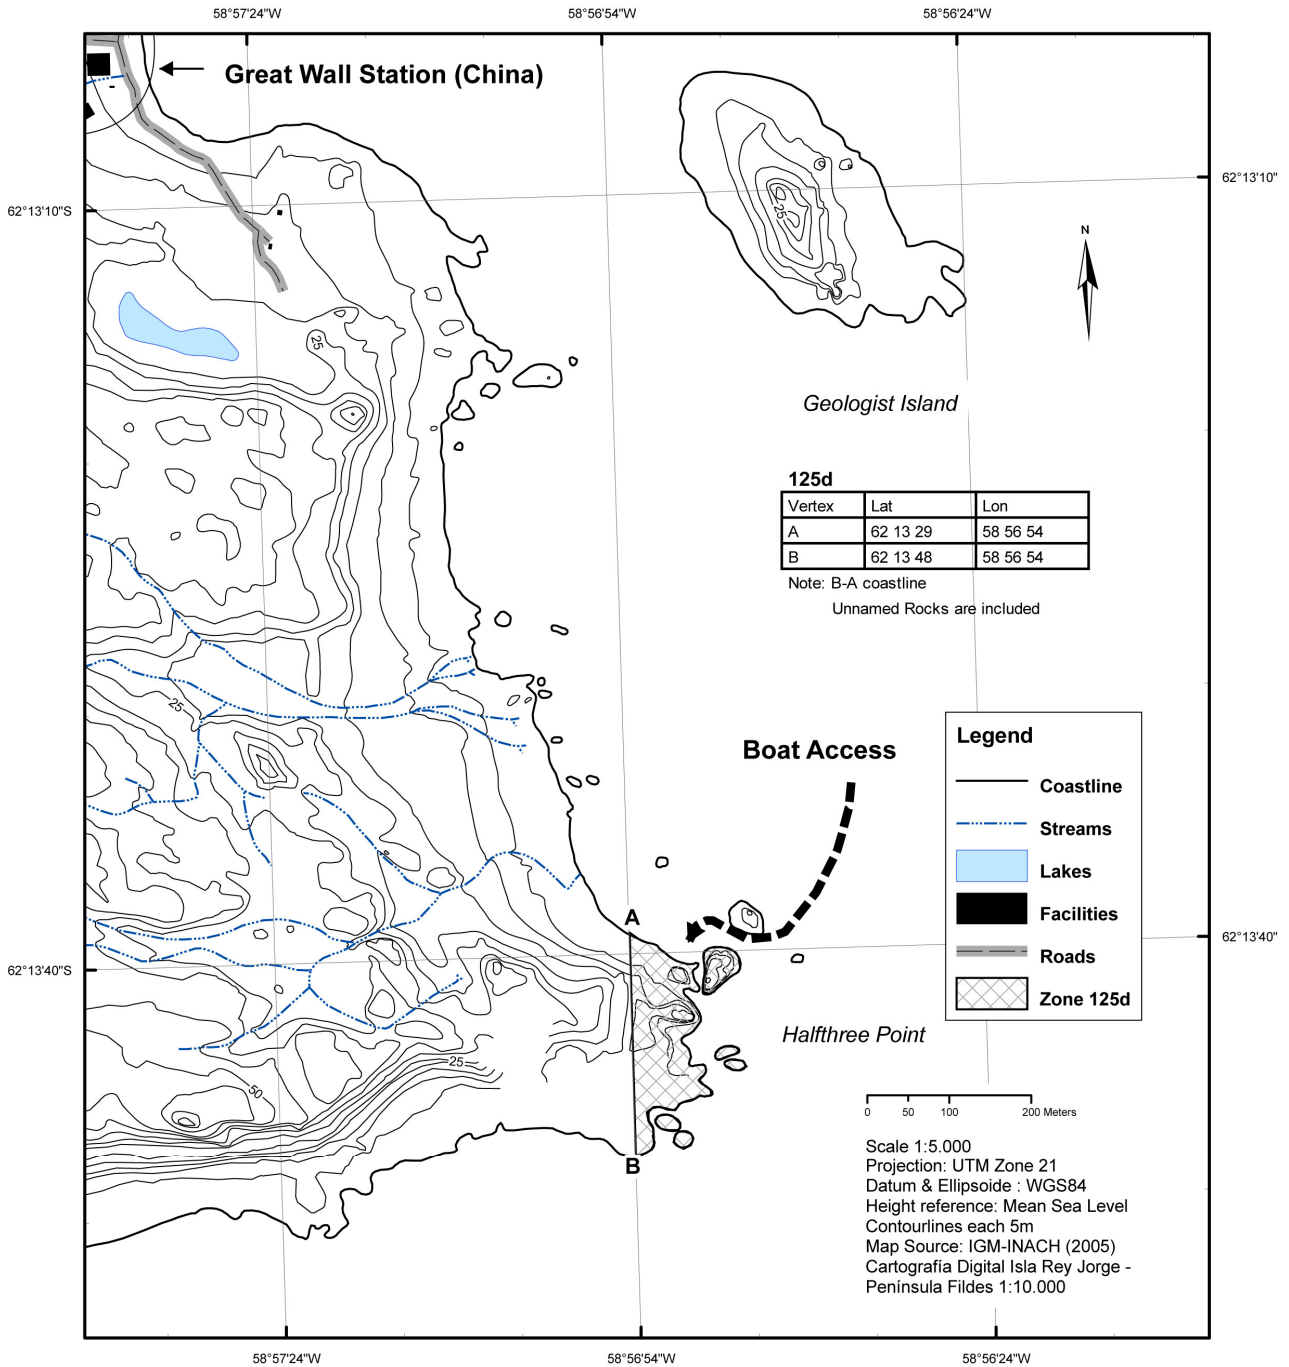 58°57'24"W
58°56'54"W
58°56'24"W
Great Wall Station (China)
62°13'10"S
62°13'10"
N
25
25
Geologist Island
125d
Vertex Lat Lon
A 62 13 29 58 56 54
B 62 13 48 58 56 54
Note: B-A coastline
Unnamed Rocks are included
25
Boat Access
Legend
Coastline
Streams
Lakes
Facilities
Roads
Zone 125d
A
62°13'40"S
62°13'40"
Halfthree Point
25
50
B
0 50 100 200 Meters
Scale 1:5.000
Projection: UTM Zone 21
Datum & Ellipsoide : WGS84
Height reference: Mean Sea Level
Contourlines each 5m
Map Source: IGM-INACH (2005)
Cartografía Digital Isla Rey Jorge -
Península Fildes 1:10.000
58°57'24"W
58°56'54"W
58°56'24"W